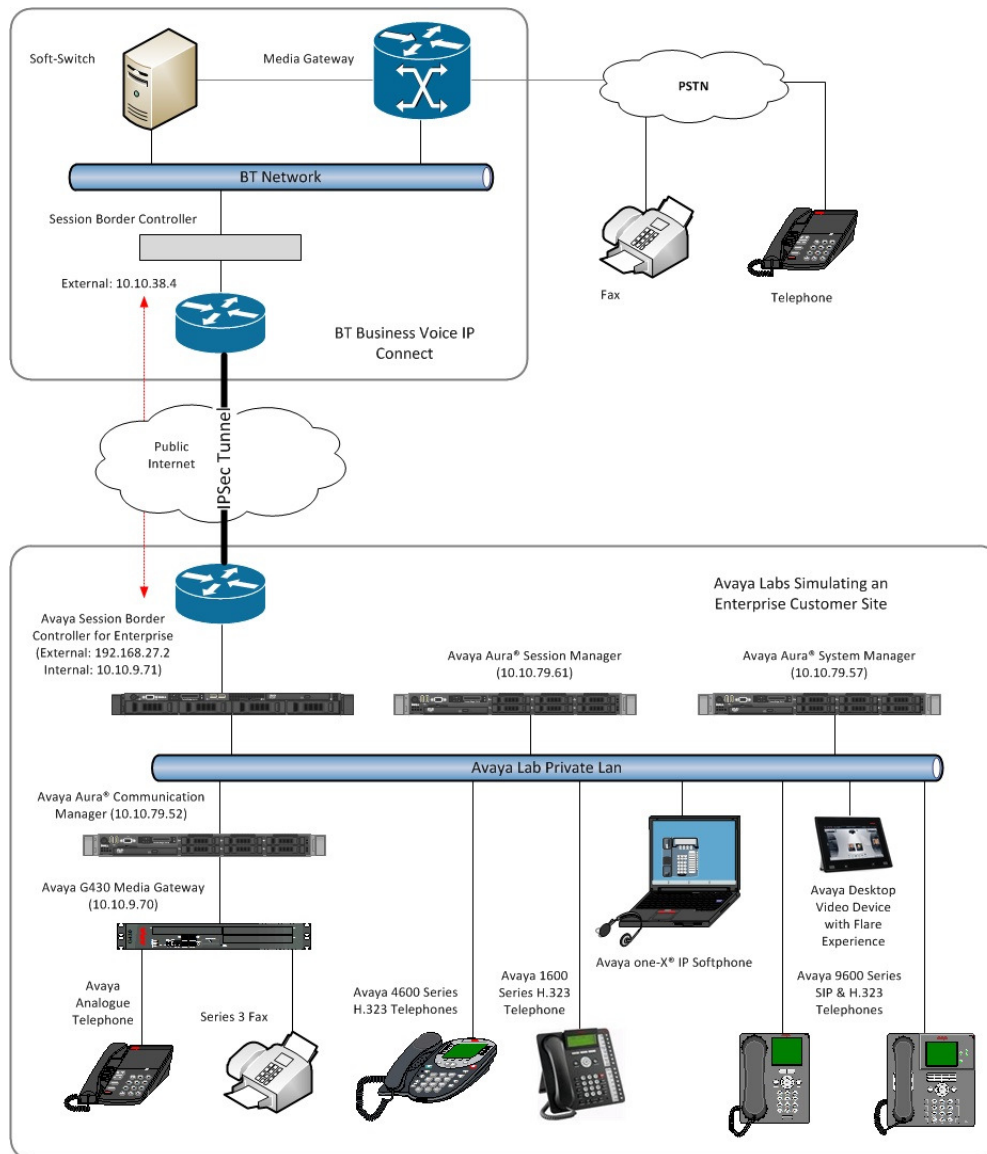 Soft-Switch
Media Gateway
PSTN
BT Network
Session Border Controller
External: 10.10.38.4
Fax
Telephone
BT Business Voice IP
Connect
Public
Internet
IPSec Tunnel
Avaya Labs Simulating an
Enterprise Customer Site
Avaya Session Border
Controller for Enterprise
(External: 192.168.27.2
Internal: 10.10.9.71)
Avaya Aura® Session Manager
(10.10.79.61)
Avaya Aura® System Manager
(10.10.79.57)
Avaya Lab Private Lan
Avaya Aura® Communication
Manager (10.10.79.52)
Avaya G430 Media Gateway
(10.10.9.70)
Avaya
Analogue
Telephone
Series 3 Fax
Avaya 4600 Series
H.323 Telephones
Avaya 1600
Series H.323
Telephone
Avaya one-X® IP Softphone
Avaya Desktop
Video Device
with Flare
Experience
Avaya 9600 Series
SIP & H.323
Telephones